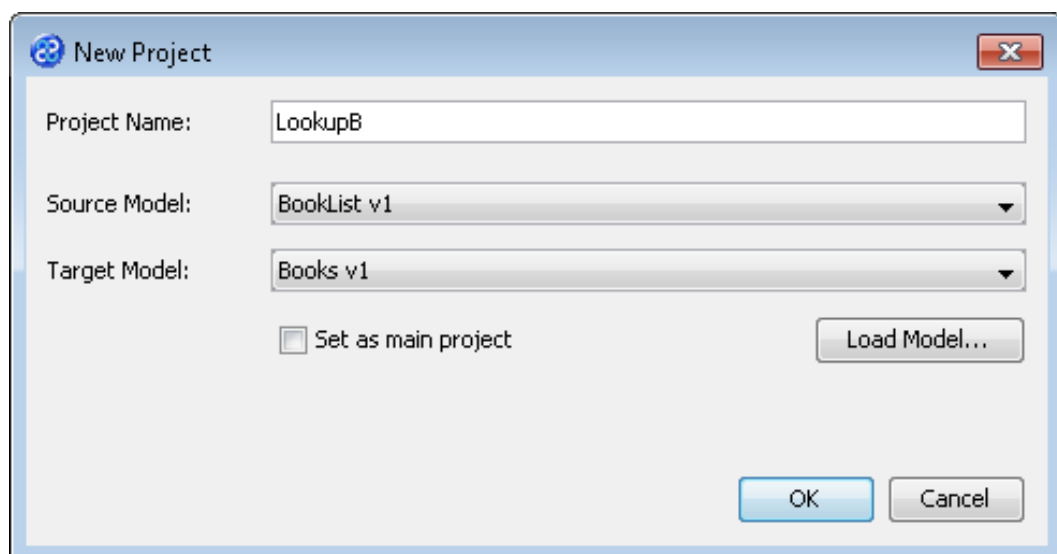 New Project
Project Name: LookupB
Source Model: BookList v1
Target Model: Books v1
Set as main project Load Model...
OK Cancel